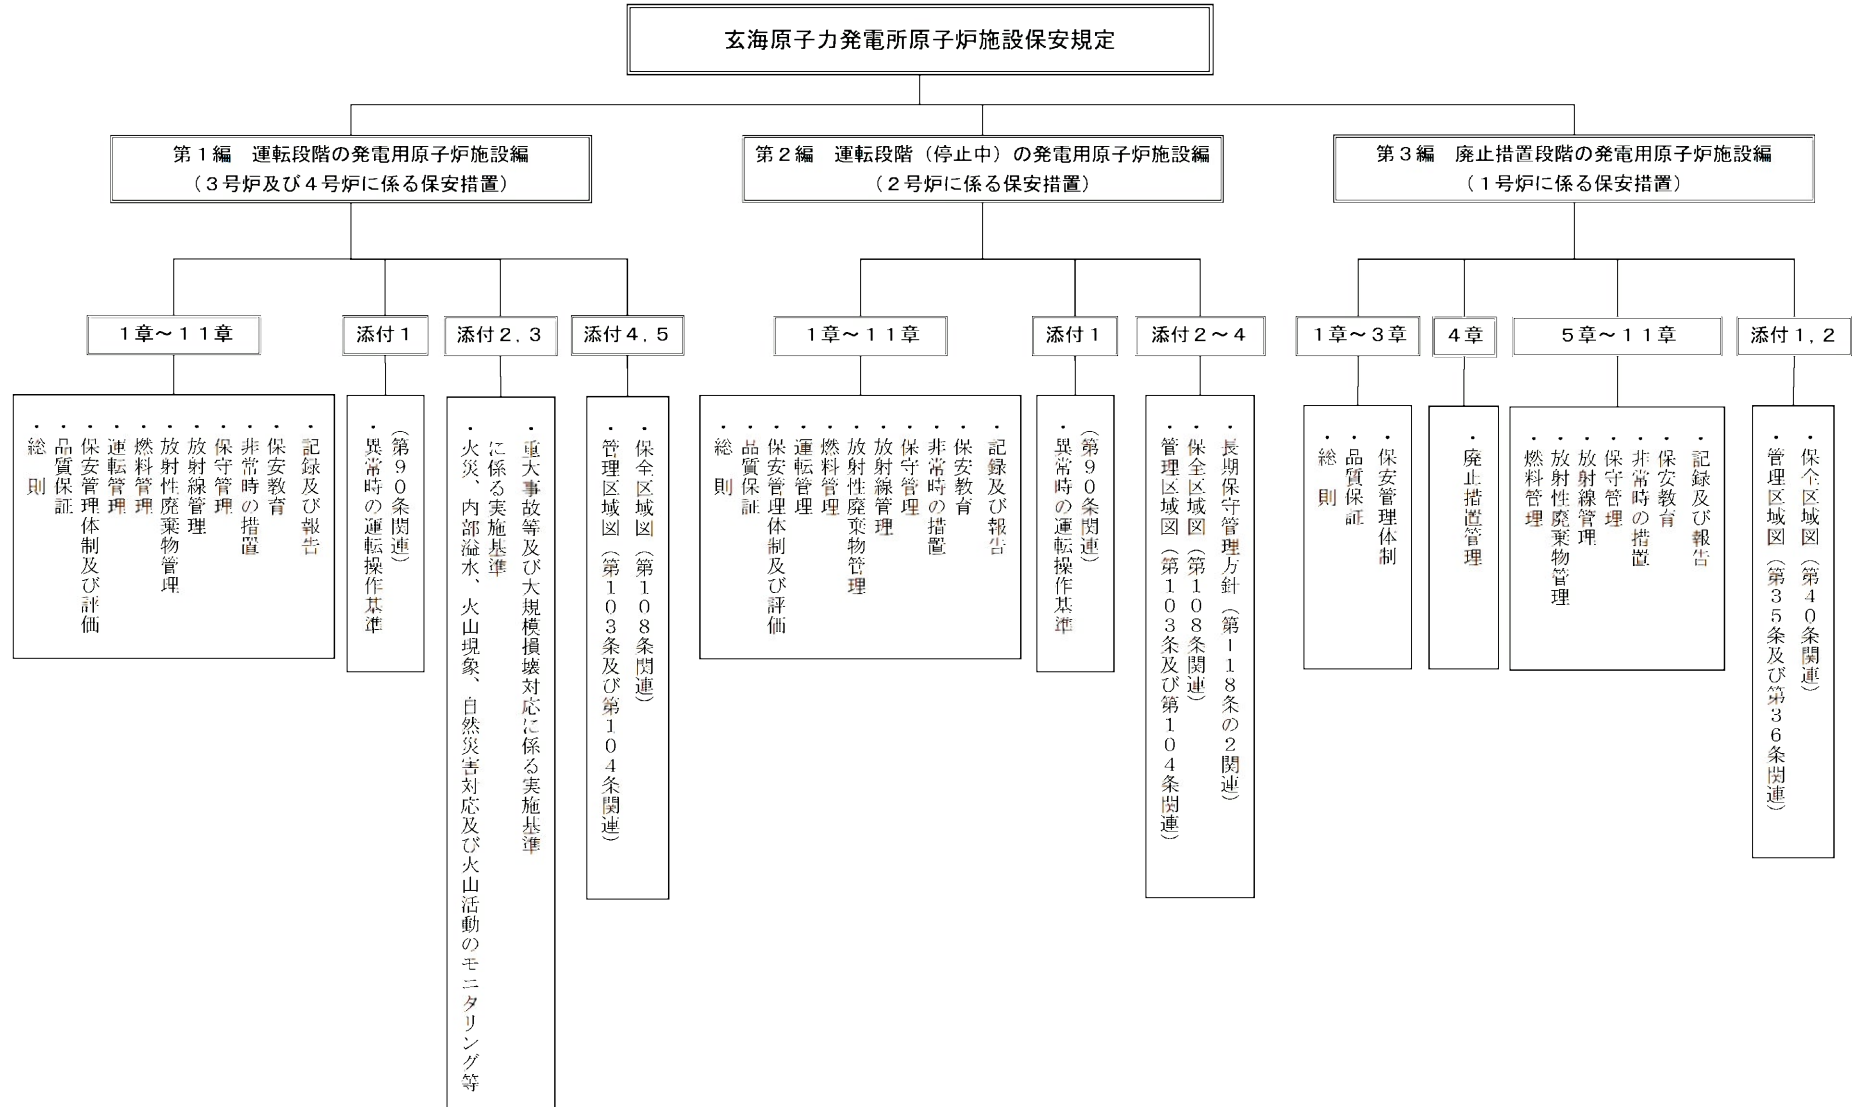 玄海原子力発電所原子炉施設保安規定
第1編　運転段階の発電用原子炉施設編
（3号炉及び4号炉に係る保安措置）
第2編　運転段階（停止中）の発電用原子炉施設編
（2号炉に係る保安措置）
第3編　廃止措置段階の発電用原子炉施設編
（1号炉に係る保安措置）
1章～11章
添付1
添付2，3
添付4，5
1章～11章
添付1
添付2～4
1章～3章
4章
5章～11章
添付1，2
・総　則
・品質保証
・保安管理体制及び評価
・運転管理
・燃料管理
・放射性廃棄物管理
・放射線管理
・保守管理
・非常時の措置
・保安教育
・記録及び報告
・異常時の運転操作基準
（第90条関連）
・火災、内部溢水、火山現象、自然災害対応及び火山活動のモニタリング等
に係る実施基準
・重大事故等及び大規模損壊対応に係る実施基準
・管理区域図（第103条及び第104条関連）
・保全区域図（第108条関連）
・総　則
・品質保証
・保安管理体制及び評価
・運転管理
・燃料管理
・放射性廃棄物管理
・放射線管理
・保守管理
・非常時の措置
・保安教育
・記録及び報告
・異常時の運転操作基準
（第90条関連）
・管理区域図（第103条及び第104条関連）
・保全区域図（第108条関連）
・長期保守管理方針（第118条の2関連）
・総　則
・品質保証
・保安管理体制
・廃止措置管理
・燃料管理
・放射性廃棄物管理
・放射線管理
・保守管理
・非常時の措置
・保安教育
・記録及び報告
・管理区域図（第35条及び第36条関連）
・保全区域図（第40条関連）